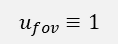 u_{fov} ≡ 1